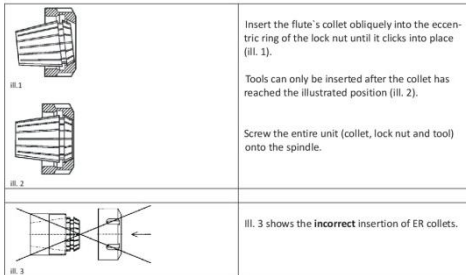 Insert the flute`s collet obliquely into the eccen-
tric ring of the lock nut until it clicks into place
(ill. 1).
ill.1
Tools can only be inserted after the collet has
reached the illustrated position (ill. 2).
Screw the entire unit (collet, lock nut and tool)
onto the spindle.
ill. 2
Ill. 3 shows the incorrect insertion of ER collets.
ill. 3